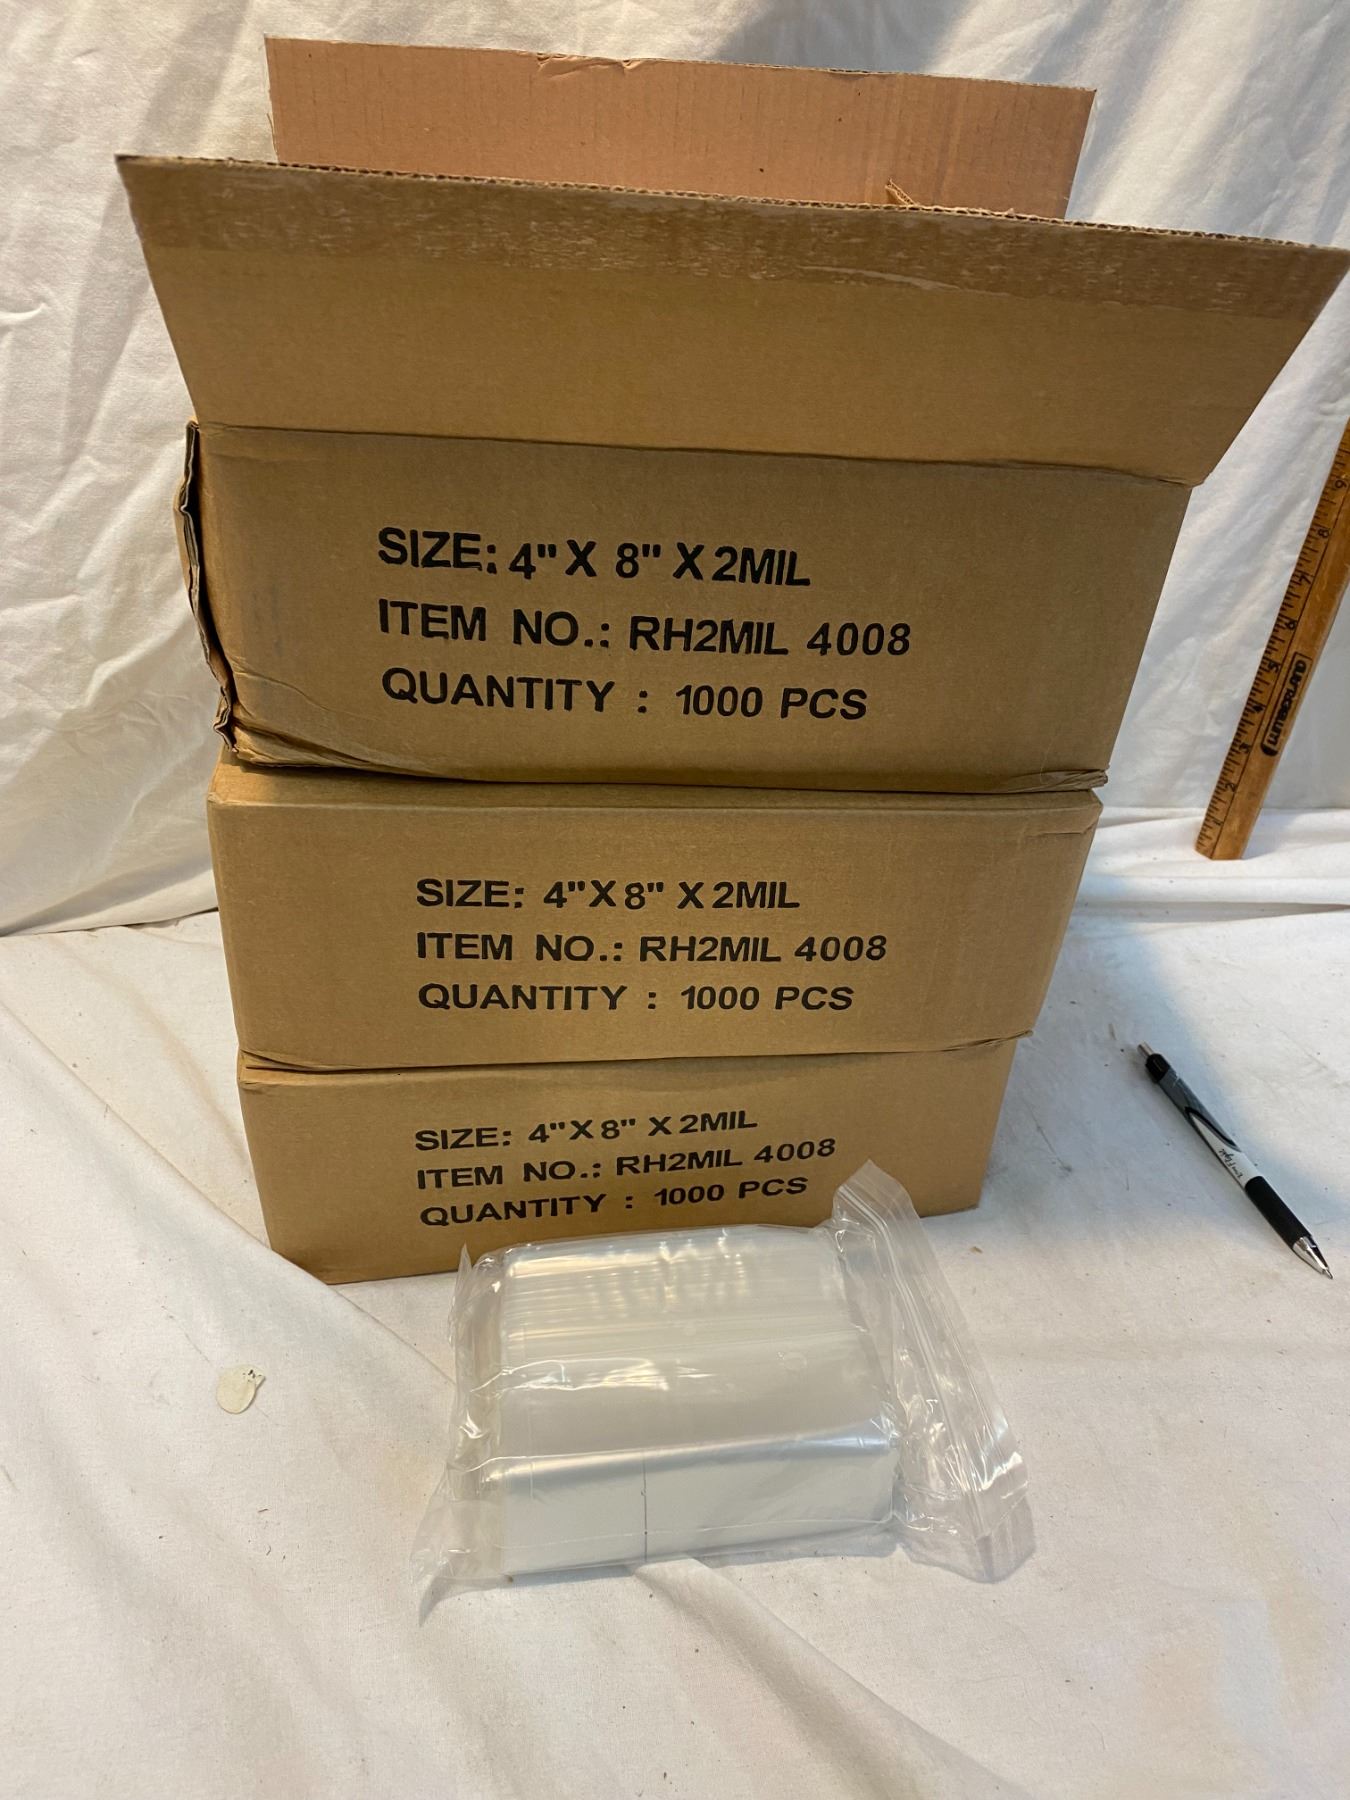 SIZE: 4" X 8" X 2MIL
ITEM NO.: RH2MIL 4008
QUANTITY : 1000 PCS
SIZE: 4" X 8" X 2MIL
ITEM NO.: RH2MIL 4008
QUANTITY : 1000 PCS
SIZE: 4" X 8" X 2MIL
ITEM NO.: RH2MIL 4008
QUANTITY : 1000 PCS